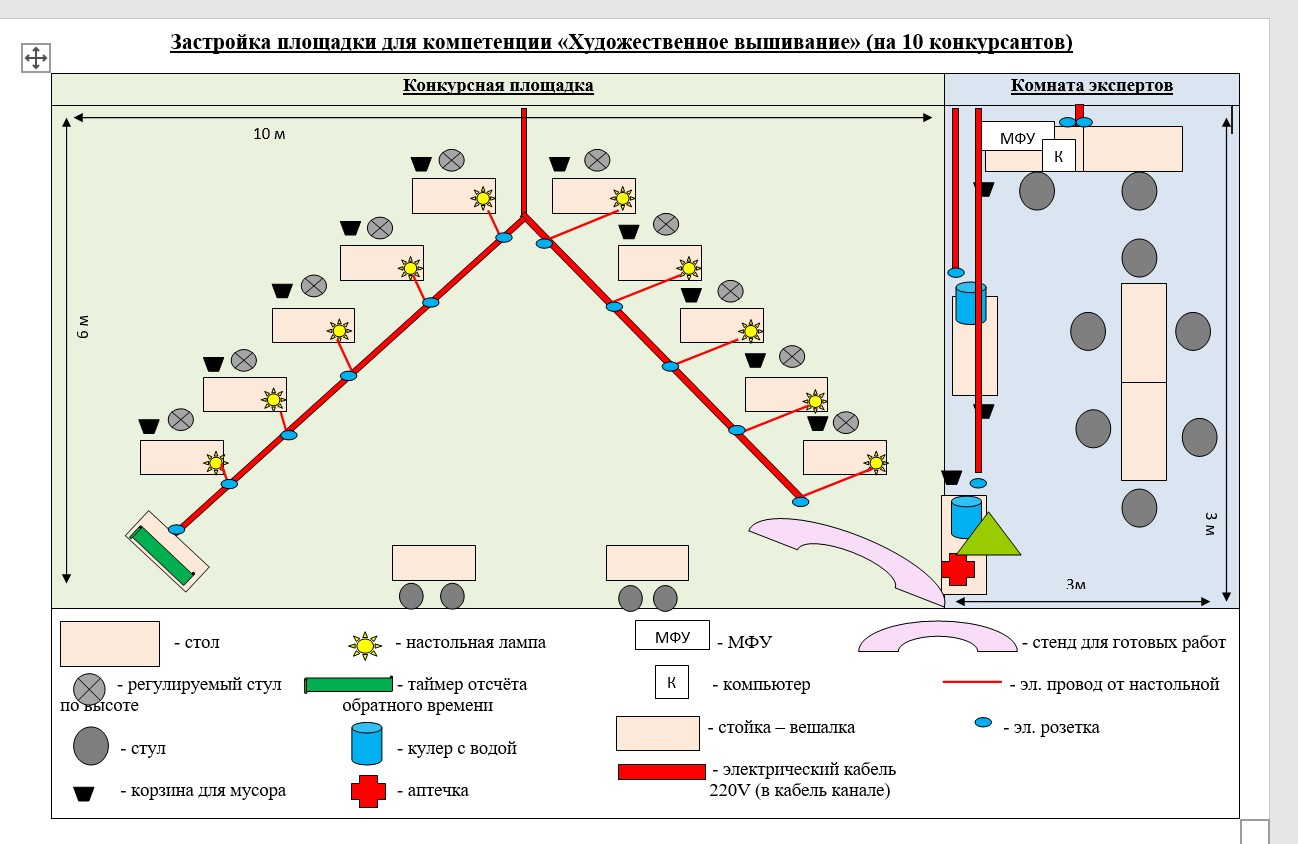 Застройка площадки для компетенции «Художественное вышивание» (на 10 конкурсантов)
Конкурсная площадка
Комната экспертов
10 м
6 м
МФУ
К
3 м
3м
- стол
- настольная лампа
МФУ
- МФУ
- стенд для готовых работ
- регулируемый стул
по высоте
- таймер отсчёта
обратного времени
К
- компьютер
- эл. провод от настольной
- стул
- кулер с водой
- стойка – вешалка
- эл. розетка
- корзина для мусора
- аптечка
- электрический кабель
220V (в кабель канале)